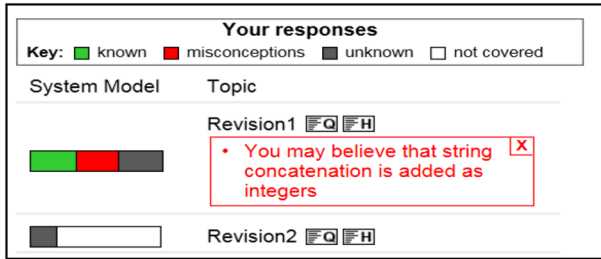 Your responses
Key: known misconceptions unknown not covered
System Model Topic
Revision1 Q H
• You may believe that string X
concatenation is added as
integers
Revision2 Q H